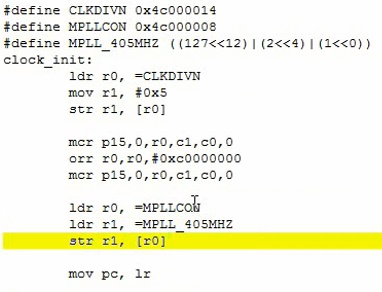 #define CLKDIVN 0x4c000014
#define MPLLCON 0x4c000008
#define MPLL_405MHZ ((127<<12)|(2<<4)|(1<<0))
clock_init:
ldr r0, =CLKDIVN
mov r1, #0x5
str r1, [r0]
mcr p15,0,r0,c1,c0,0
orr r0,r0,#0xc0000000
mcr p15,0,r0,c1,c0,0
ldr r0, =MPLLCON
ldr r1, =MPLL_405MHZ
str r1, [r0]
mov pc, lr